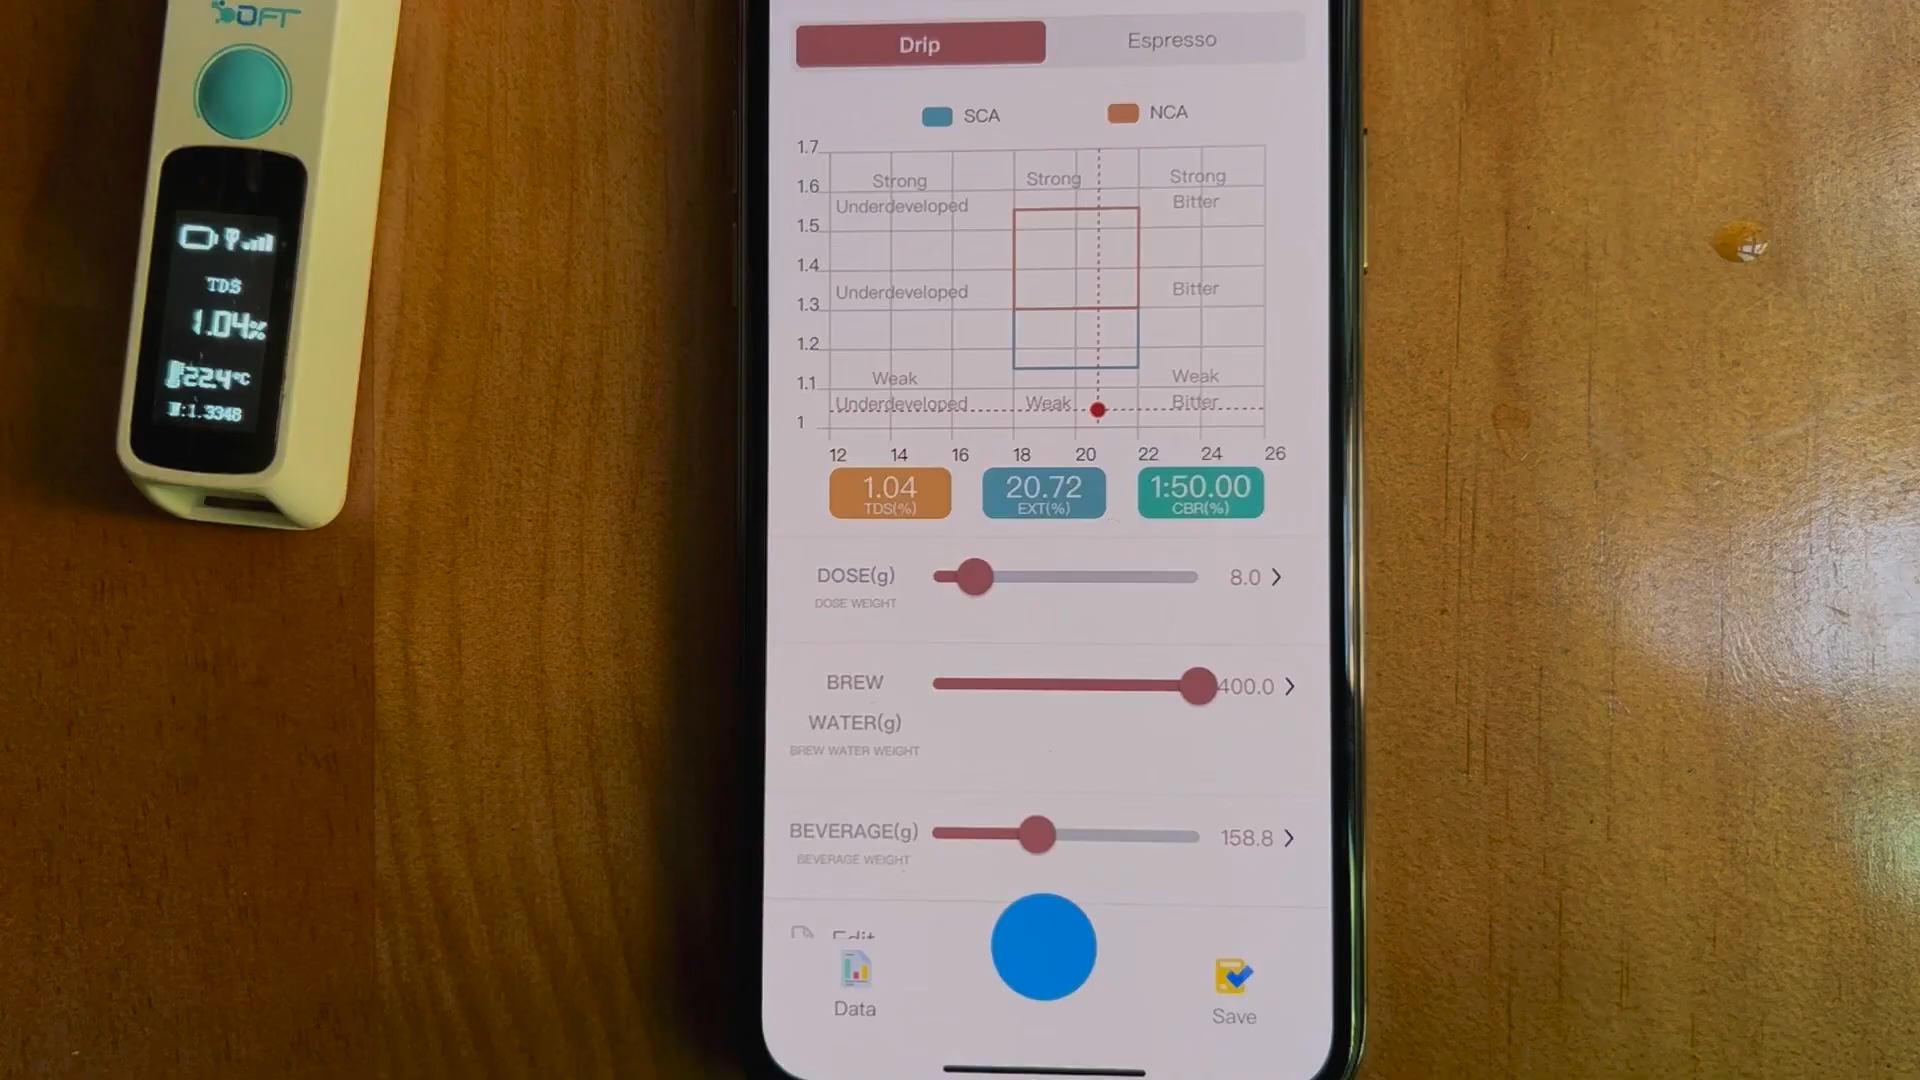 DFT
TDS
1.04%
22.4°C
1.3348
Drip
Espresso
SCA
NCA
1.7
1.6
1.5
1.4
1.3
1.2
1.1
1
Strong
Underdeveloped
Strong
Strong
Bitter
Underdeveloped
Bitter
Weak
Underdeveloped
Weak
Weak
Bitter
12 14 16 18 20 22 24 26
1.04
TDS(%)
20.72
EXT(%)
1:50.00
CBR(%)
DOSE(g)
DOSE WEIGHT
8.0 >
BREW
WATER(g)
BREW WATER WEIGHT
400.0 >
BEVERAGE(g)
BEVERAGE WEIGHT
158.8 >
Edit
Data
Save